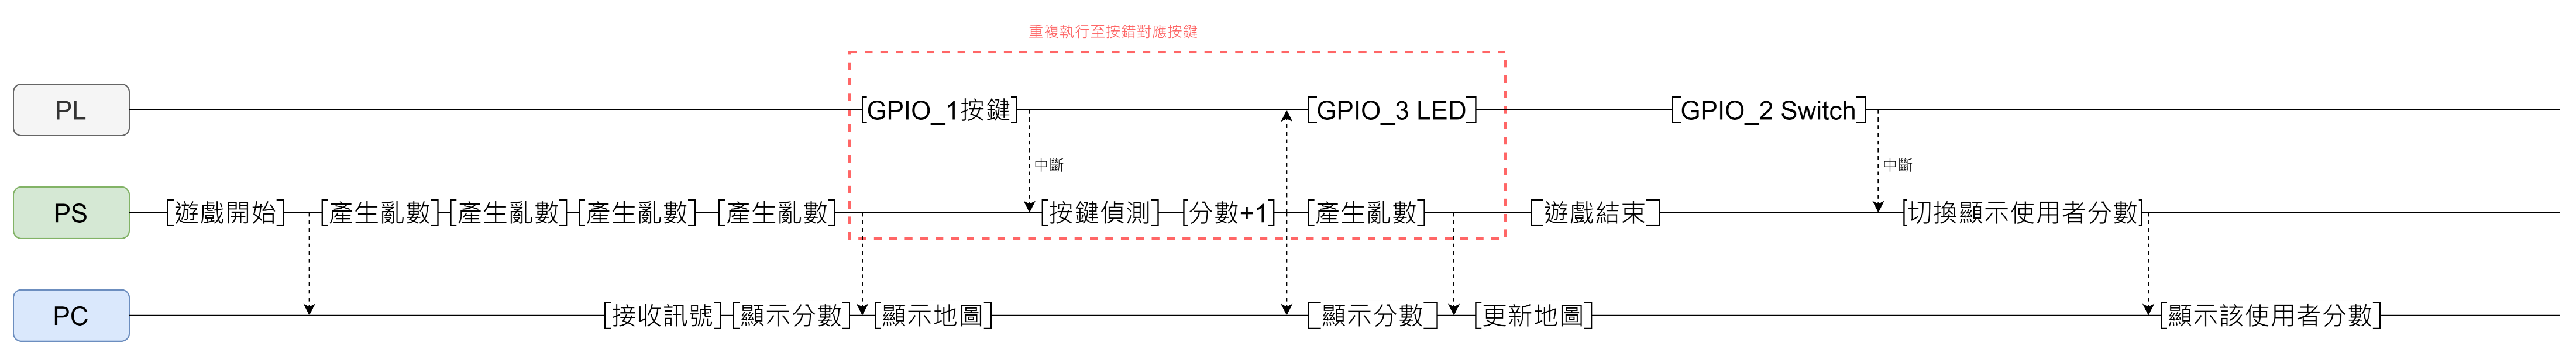 重複執行至按錯對應按鍵
PL [GPIO_1按鍵] [GPIO_3 LED] [GPIO_2 Switch]
中斷 中斷
PS [遊戲開始] [產生亂數] [產生亂數] [產生亂數] [產生亂數] [按鍵偵測] [分數+1] [產生亂數] [遊戲結束] [切換顯示使用者分數]
PC [接收訊號] [顯示分數] [顯示地圖] [顯示分數] [更新地圖] [顯示該使用者分數]